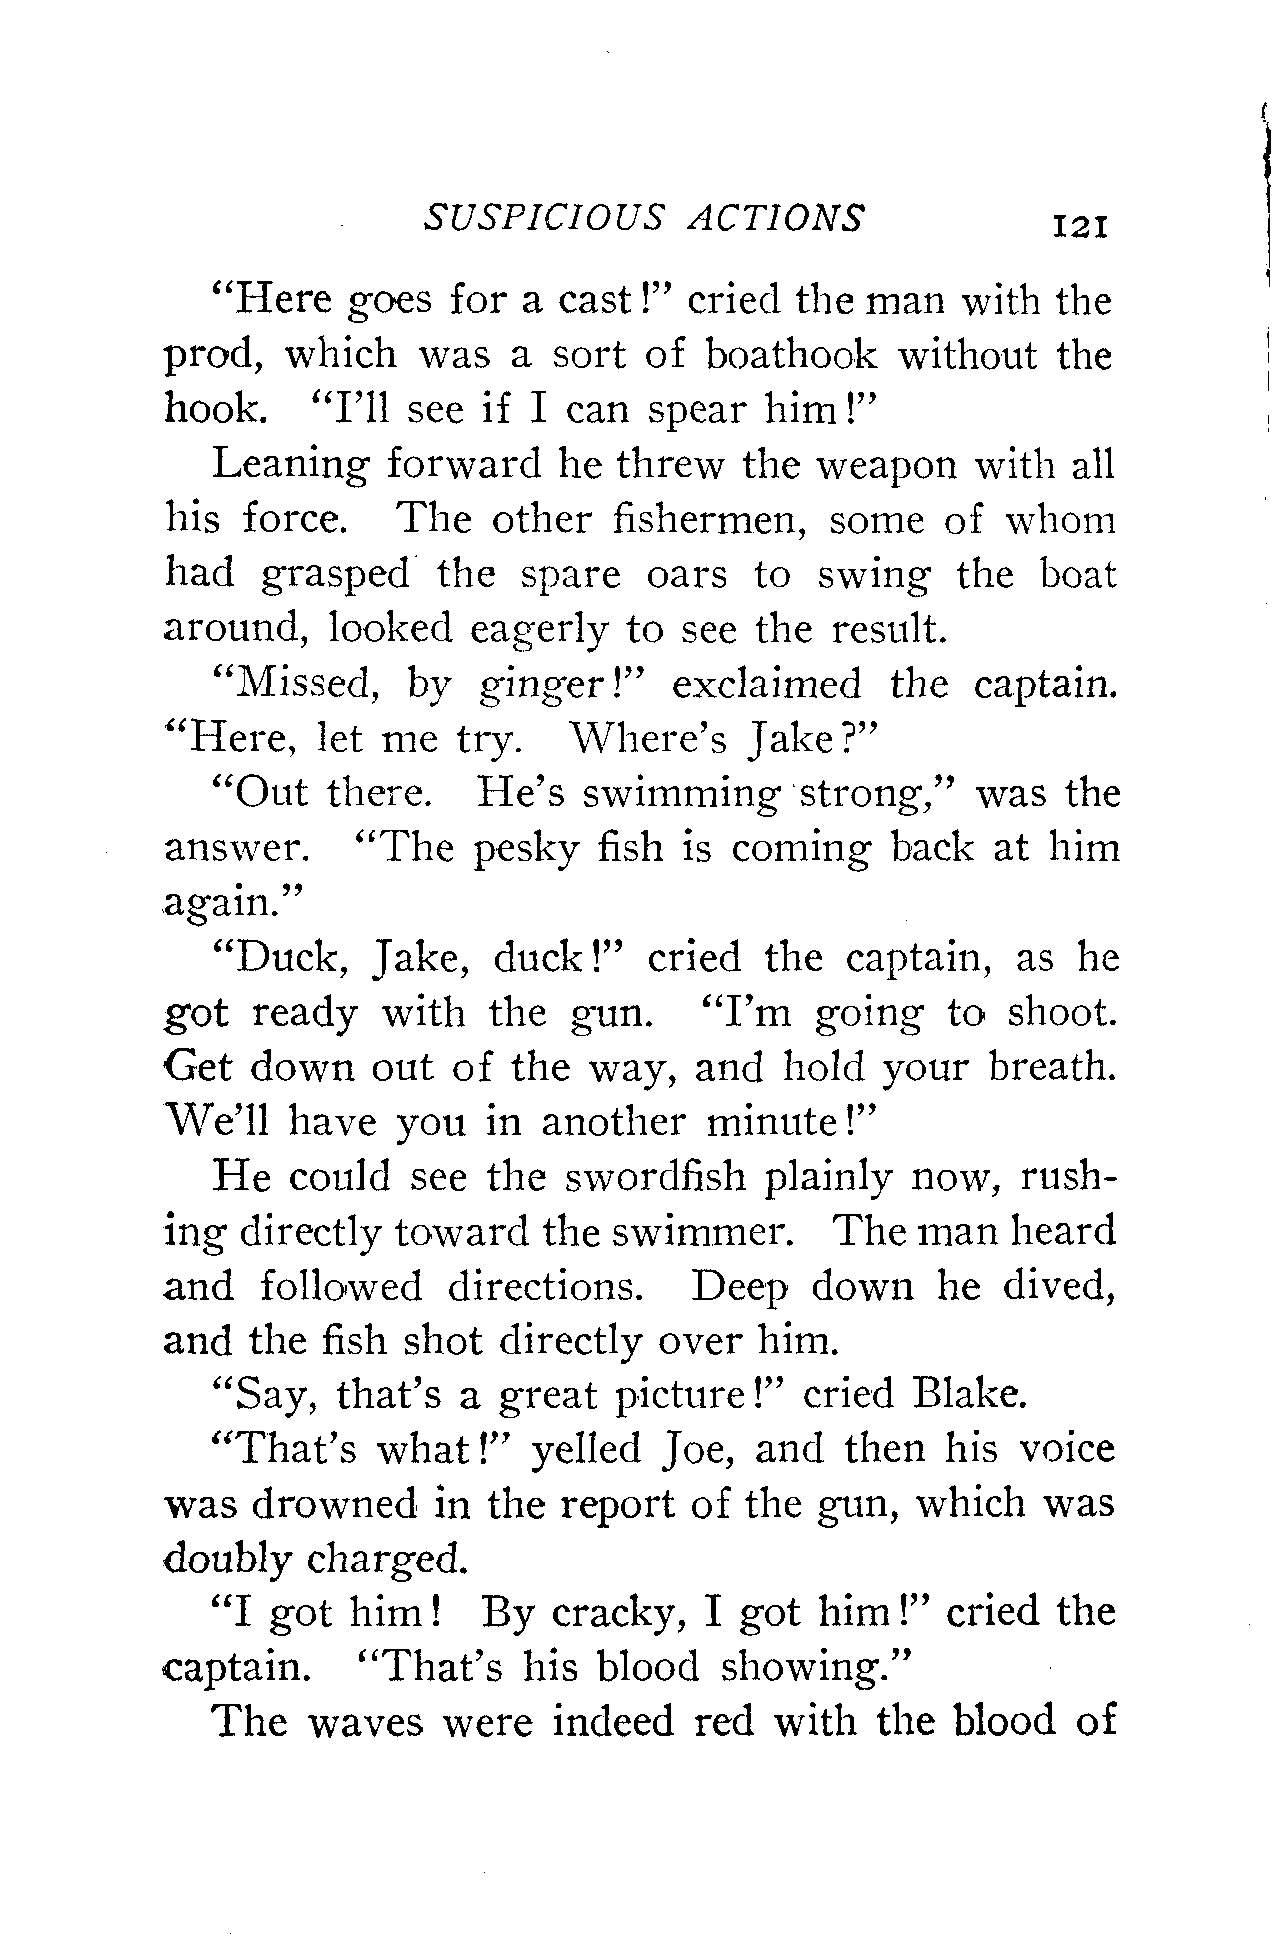 SUSPICIOUS ACTIONS 121
"Here goes for a cast!" cried the man with the
prod, which was a sort of boathook without the
hook. "I'll see if I can spear him!"
Leaning forward he threw the weapon with all
his force. The other fishermen, some of whom
had grasped the spare oars to swing the boat
around, looked eagerly to see the result.
"Missed, by ginger!" exclaimed the captain.
"Here, let me try. Where's Jake?"
"Out there. He's swimming strong," was the
answer. "The pesky fish is coming back at him
again."
"Duck, Jake, duck!" cried the captain, as he
got ready with the gun. "I'm going to shoot.
Get down out of the way, and hold your breath.
We'll have you in another minute!"
He could see the swordfish plainly now, rush-
ing directly toward the swimmer. The man heard
and followed directions. Deep down he dived,
and the fish shot directly over him.
"Say, that's a great picture!" cried Blake.
"That's what!" yelled Joe, and then his voice
was drowned in the report of the gun, which was
doubly charged.
"I got him! By cracky, I got him!" cried the
captain. "That's his blood showing."
The waves were indeed red with the blood of